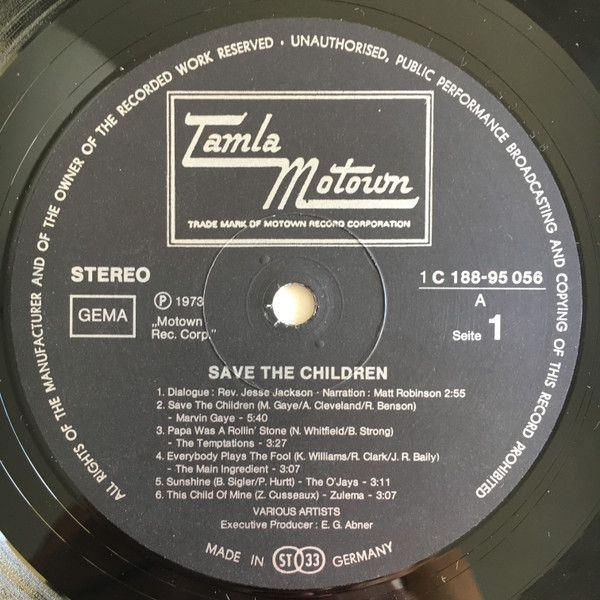 ALL RIGHTS OF THE MANUFACTURER AND OF THE OWNER OF THE RECORDED WORK RESERVED · UNAUTHORISED, PUBLIC PERFORMANCE BROADCASTING AND COPYING OF THIS RECORD PROHIBITED
Tamla
Motown
TRADE MARK OF MOTOWN RECORD CORPORATION
STEREO
GEMA
Ⓟ 1973
„Motown
Rec. Corp."
1 C 188-95 056
A
Seite 1
SAVE THE CHILDREN
1. Dialogue : Rev. Jesse Jackson - Narration : Matt Robinson 2:55
2. Save The Children (M. Gaye/A. Cleveland/R. Benson)
- Marvin Gaye - 5:40
3. Papa Was A Rollin' Stone (N. Whitfield/B. Strong)
- The Temptations - 3:27
4. Everybody Plays The Fool (K. Williams/R. Clark/J. R. Baily)
- The Main Ingredient - 3:07
5. Sunshine (B. Sigler/P. Hurtt) - The O'Jays - 3:11
6. This Child Of Mine (Z. Cusseaux) - Zulema - 3:07
VARIOUS ARTISTS
Executive Producer : E. G. Abner
MADE IN ST 33 GERMANY